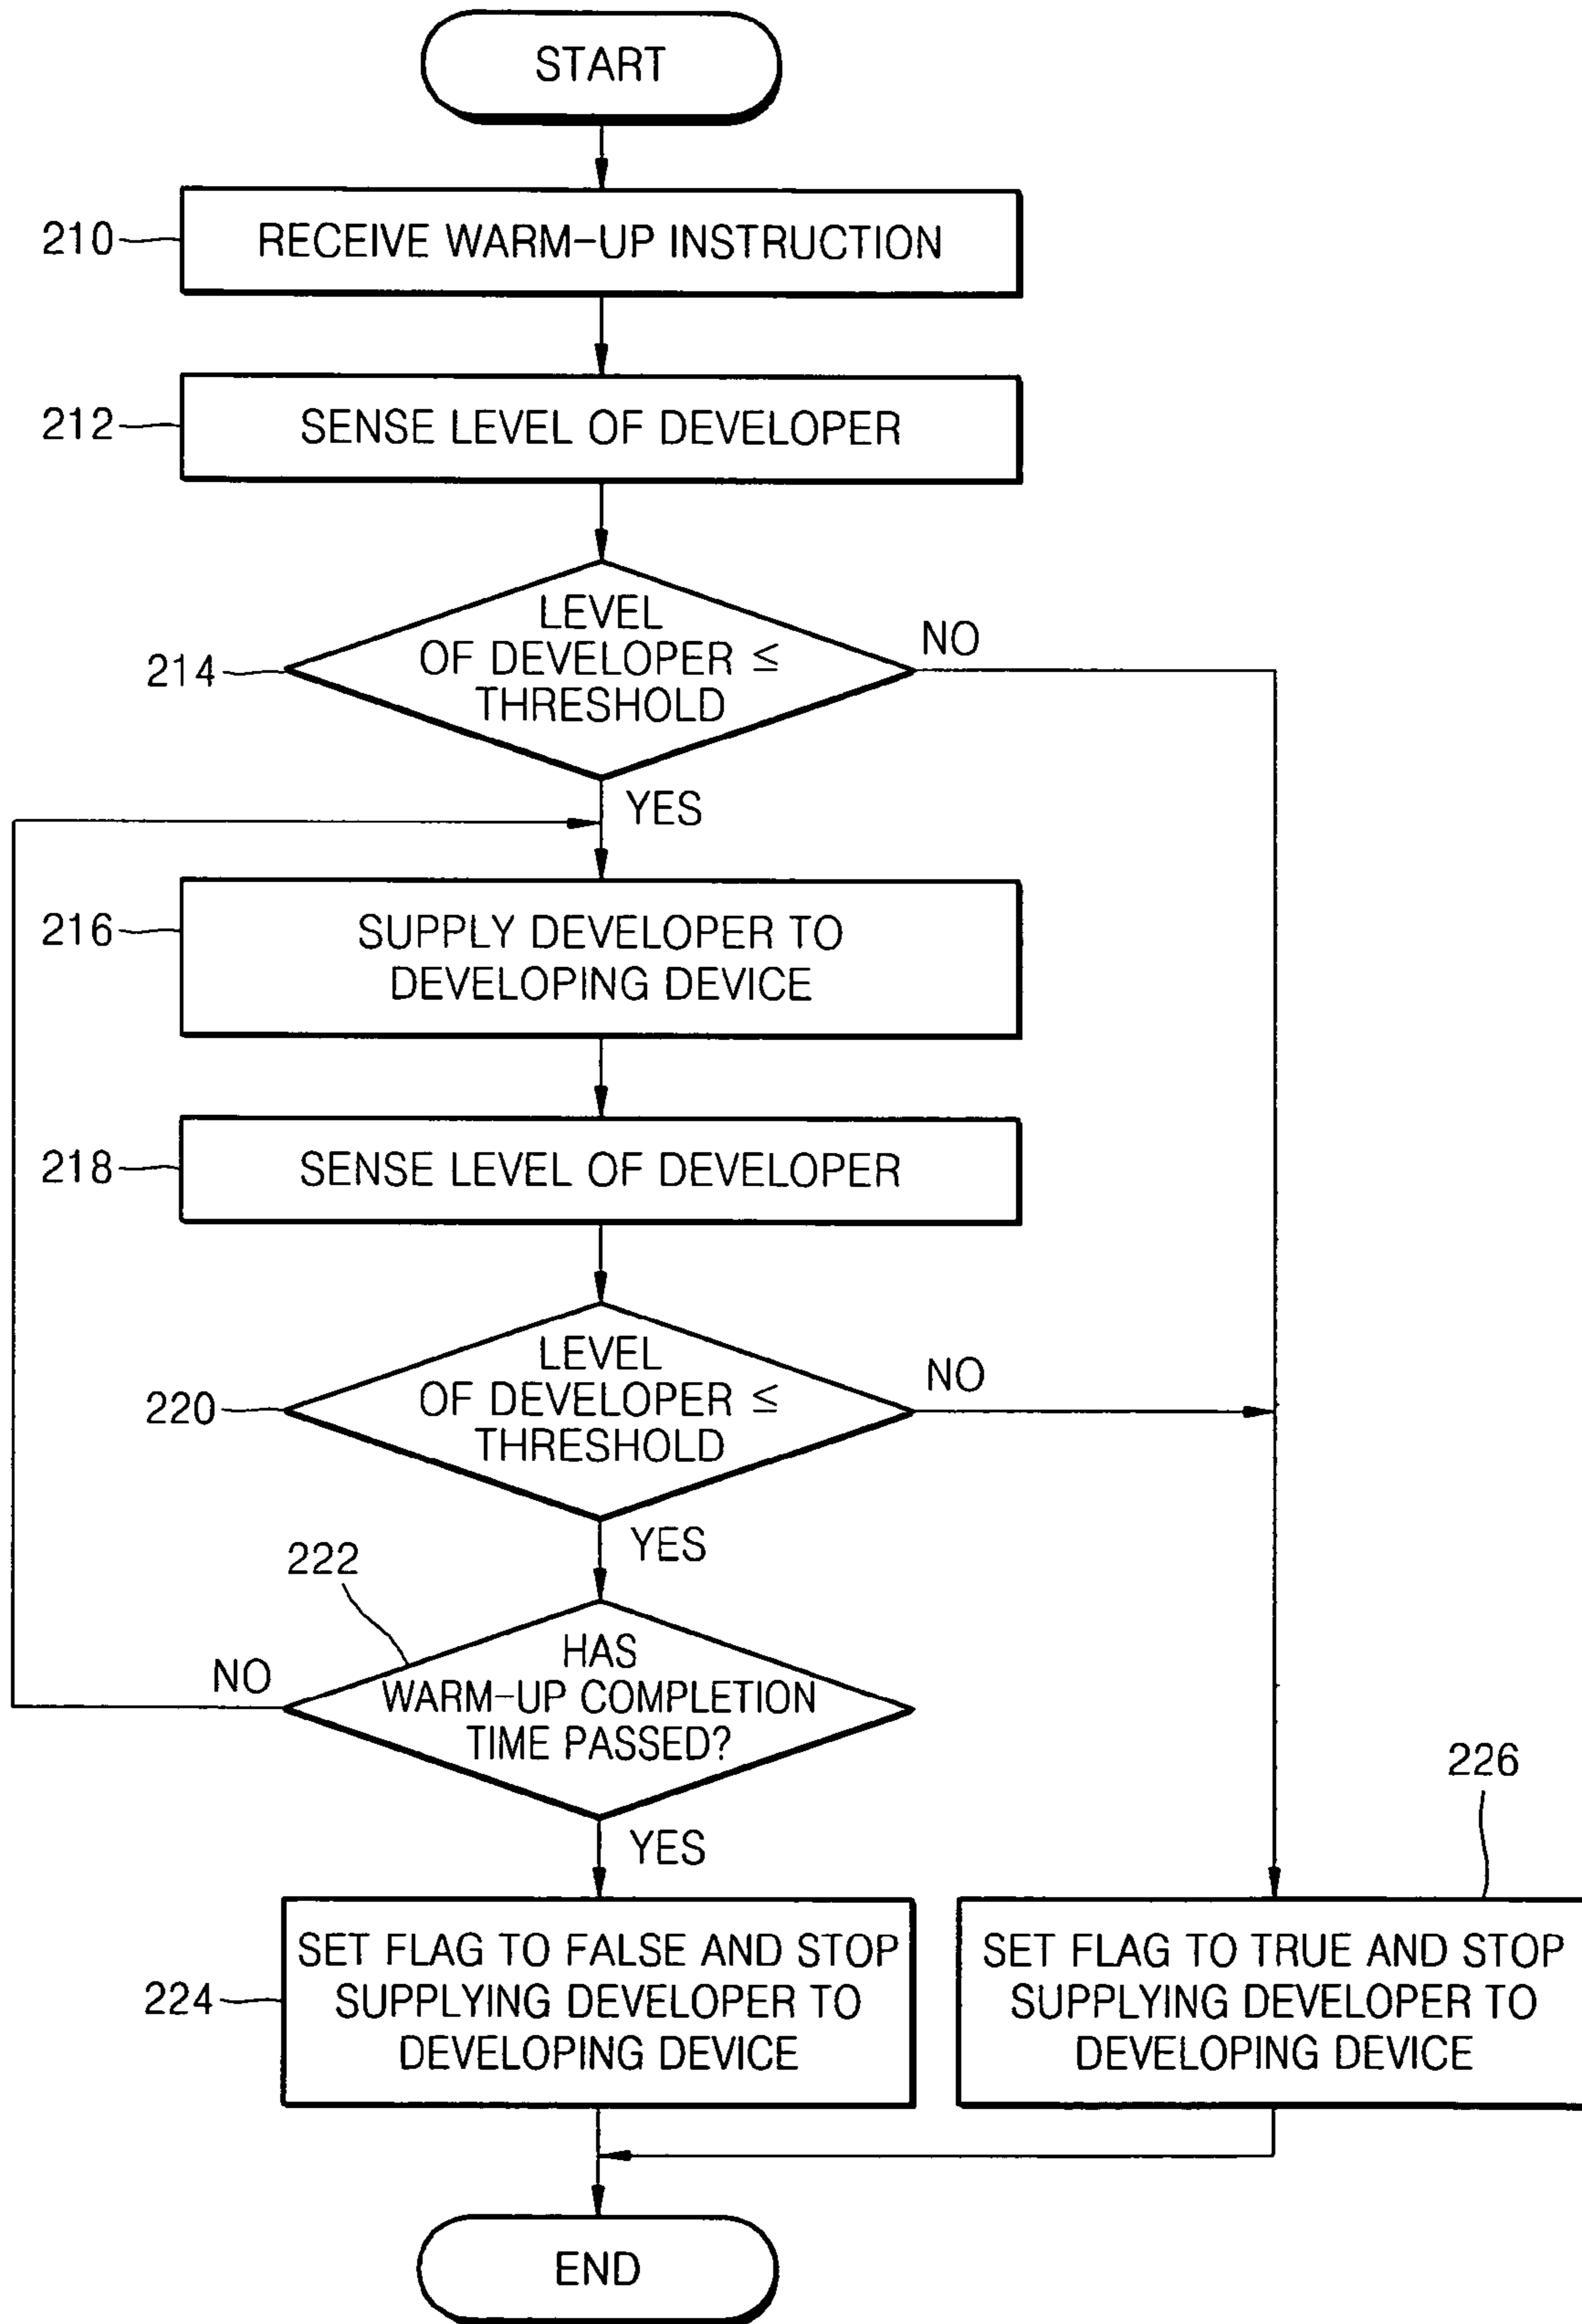 START
210
RECEIVE WARM-UP INSTRUCTION
212
SENSE LEVEL OF DEVELOPER
214
LEVEL
OF DEVELOPER ≤
THRESHOLD
NO
YES
216
SUPPLY DEVELOPER TO
DEVELOPING DEVICE
218
SENSE LEVEL OF DEVELOPER
220
LEVEL
OF DEVELOPER ≤
THRESHOLD
NO
YES
222
HAS
WARM-UP COMPLETION
TIME PASSED?
NO
YES
224
SET FLAG TO FALSE AND STOP
SUPPLYING DEVELOPER TO
DEVELOPING DEVICE
226
SET FLAG TO TRUE AND STOP
SUPPLYING DEVELOPER TO
DEVELOPING DEVICE
END